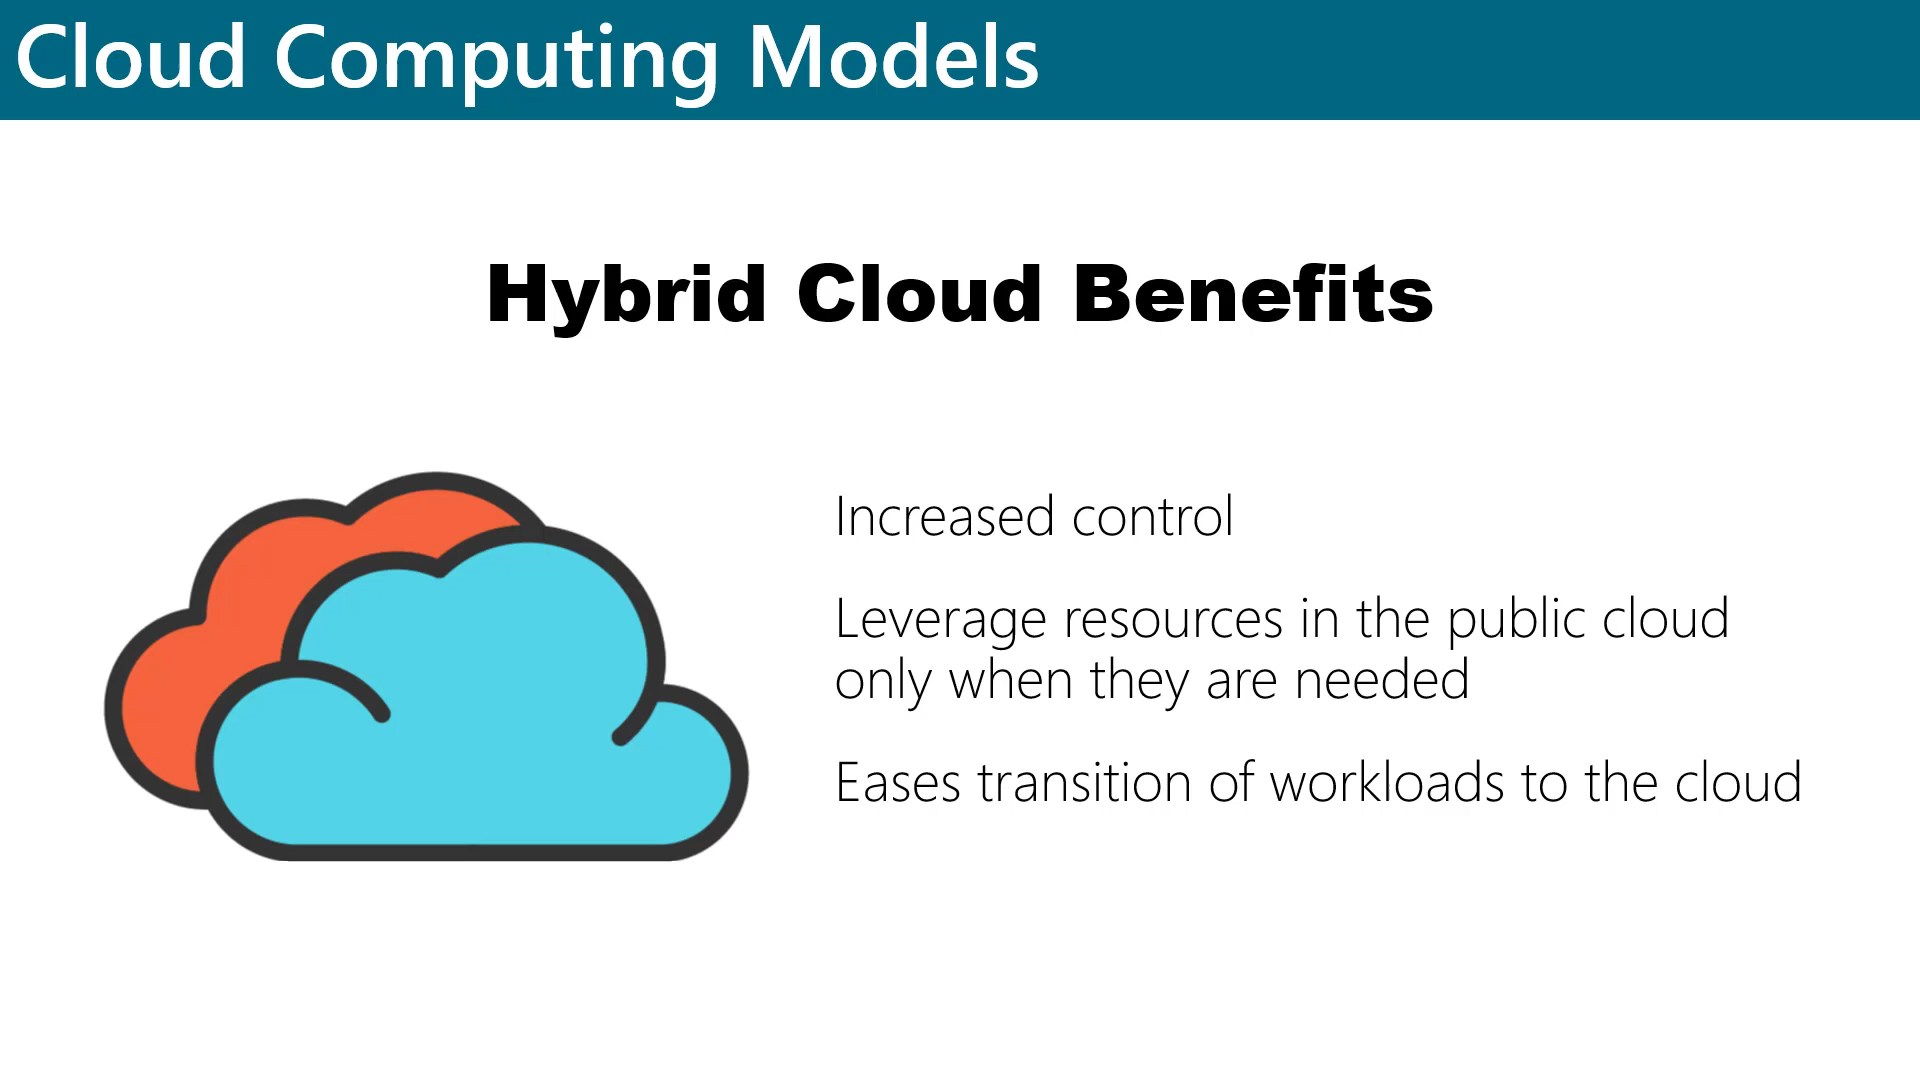 Cloud Computing Models
Hybrid Cloud Benefits
Increased control
Leverage resources in the public cloud
only when they are needed
Eases transition of workloads to the cloud